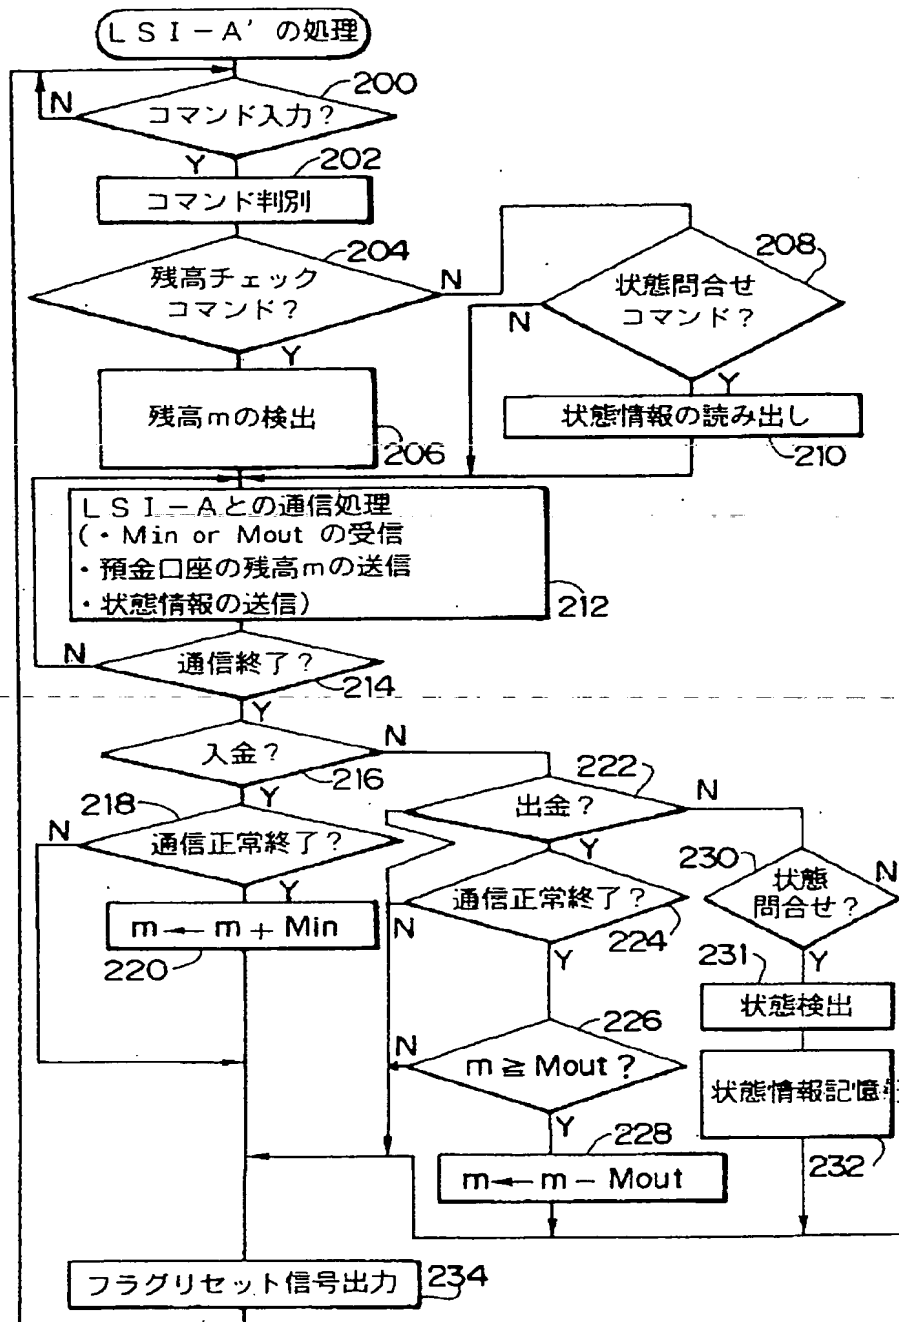 LSI-A'の処理
200
N
コマンド入力?
Y
202
コマンド判別
204
残高チェック
コマンド?
N
Y
208
状態問合せ
コマンド?
N
Y
残高mの検出
206
状態情報の読み出し
210
LSI-Aとの通信処理
(・Min or Mout の受信
・預金口座の残高mの送信
・状態情報の送信)
212
N
通信終了?
214
Y
入金?
N
216
Y
222
出金?
N
Y
218
N
通信正常終了?
Y
通信正常終了?
224
N
Y
230
状態
問合せ?
N
Y
m ← m + Min
220
231
状態検出
226
N
m ≧ Mout ?
Y
状態情報記憶
232
228
m ← m − Mout
フラグリセット信号出力
234